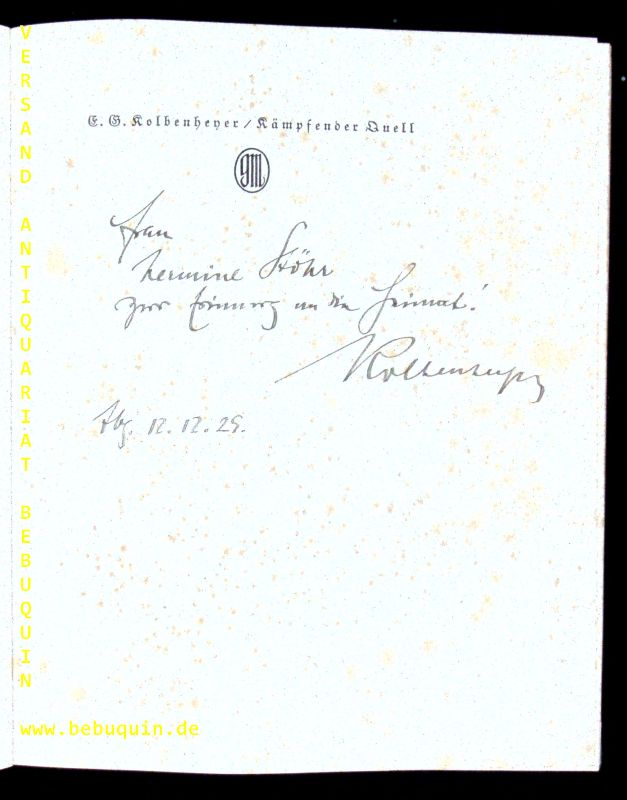 E. G. Kolbenheyer / Kämpfender Quell
GM
Frau
Hermine Stöhr
zur Erinnerg an die Heimat!
Kolbenheyer
12. 12. 29.
VERSAND ANTIQUARIAT BEBUQUIN
www.bebuquin.de